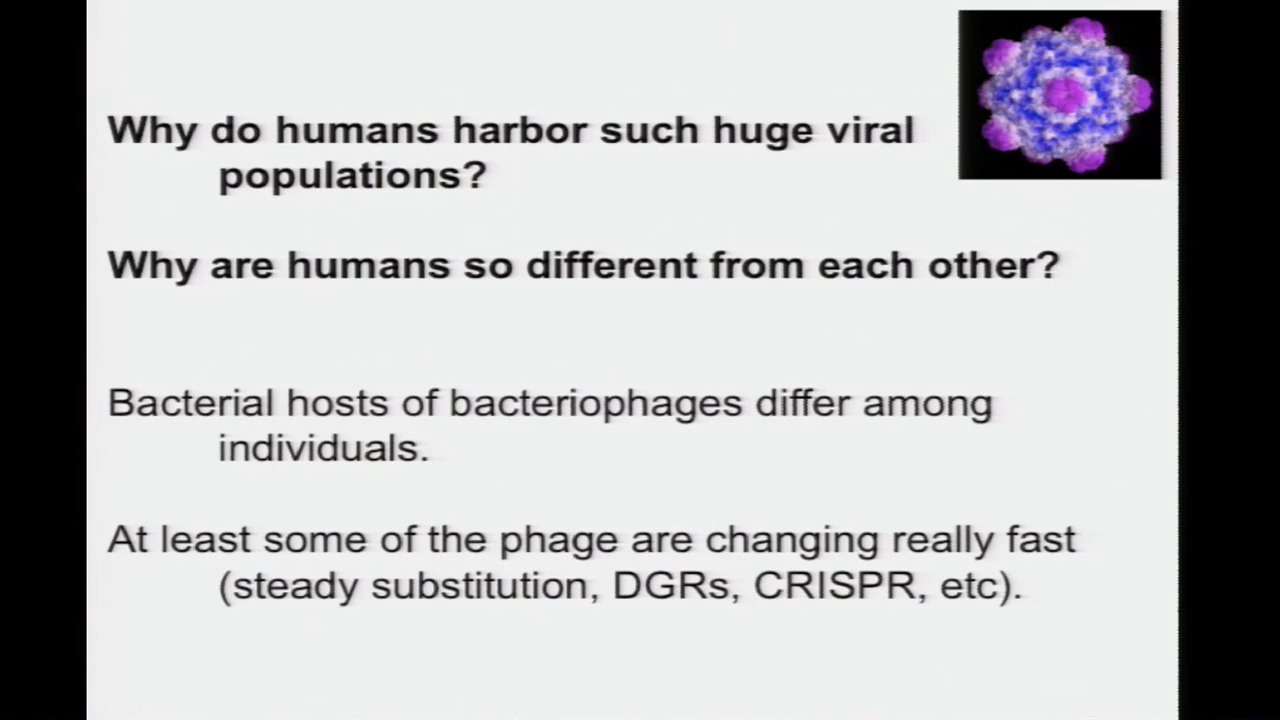 Why do humans harbor such huge viral
populations?
Why are humans so different from each other?
Bacterial hosts of bacteriophages differ among
individuals.
At least some of the phage are changing really fast
(steady substitution, DGRs, CRISPR, etc).